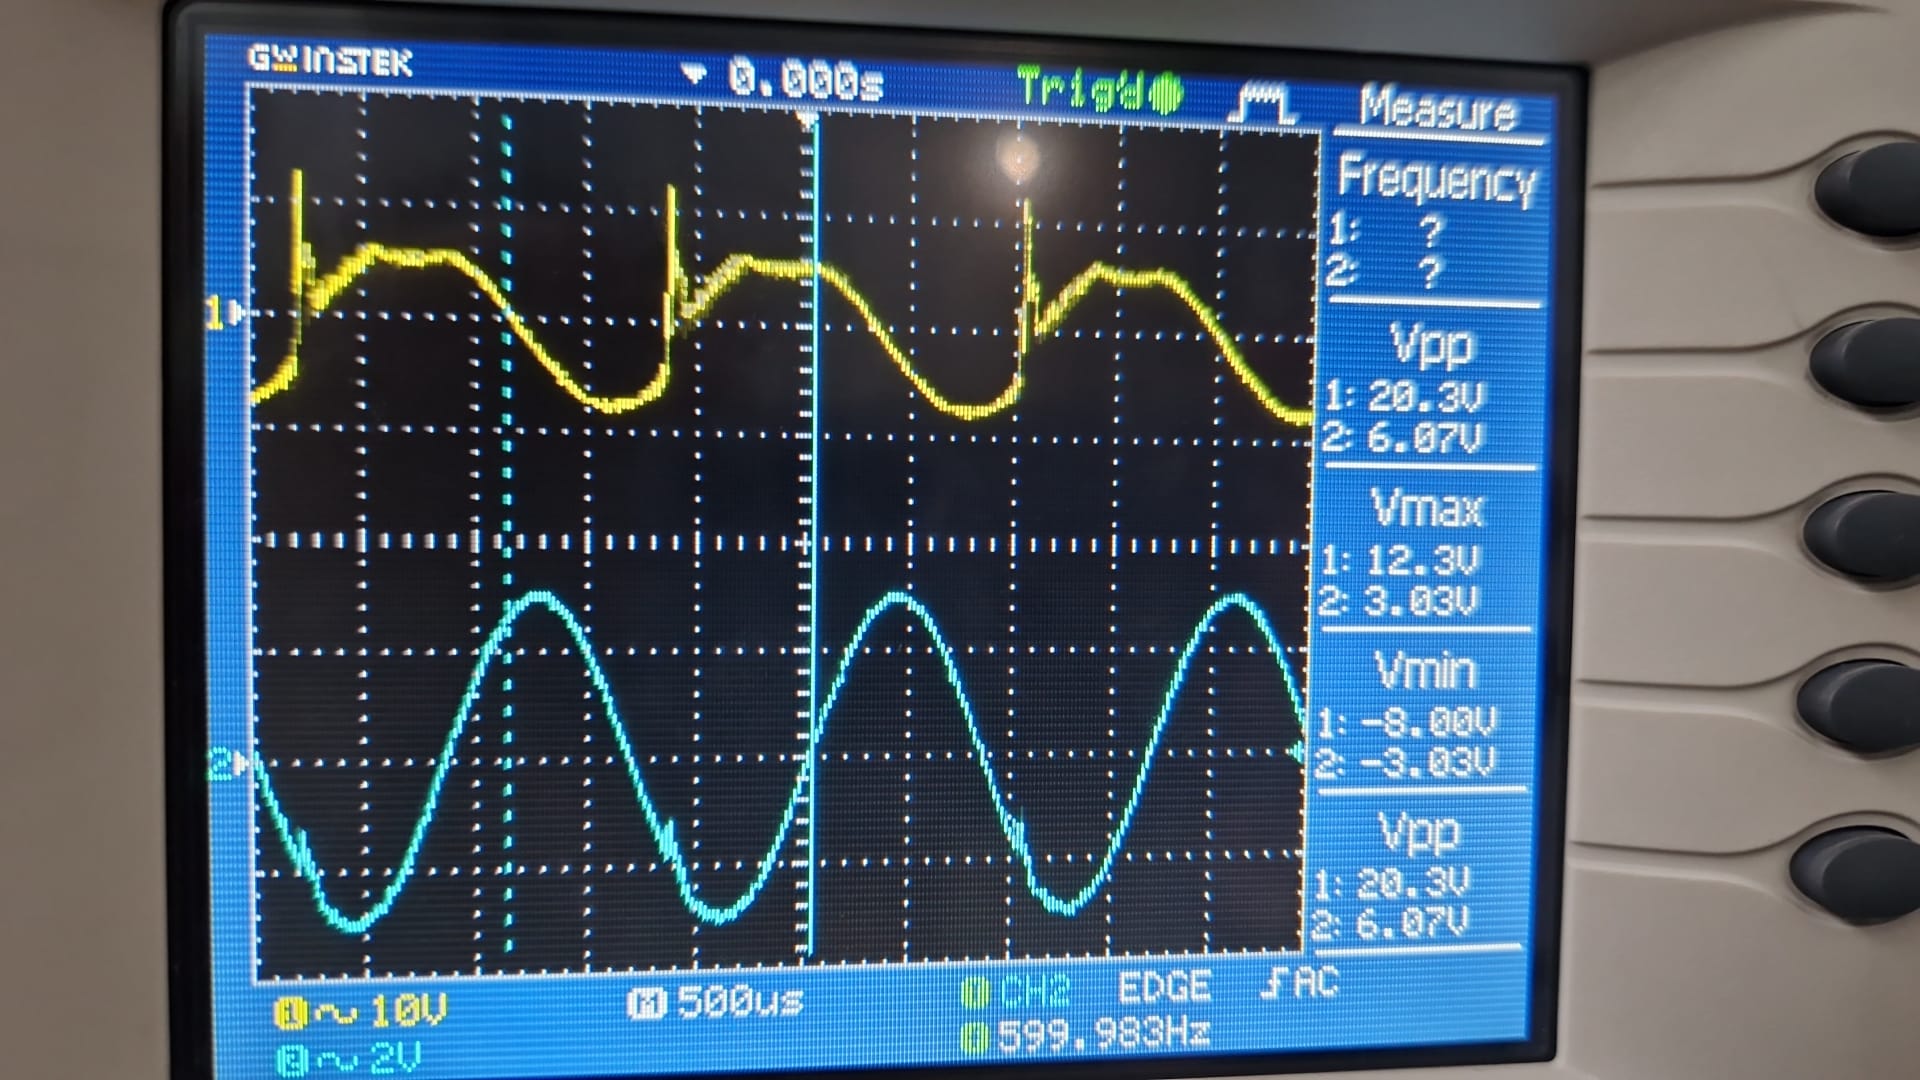 GW INSTEK
0.000s Trig'd
Measure
Frequency
1: ?
2: ?
Vpp
1: 20.3V
2: 6.07V
Vmax
1: 12.3V
2: 3.03V
Vmin
1: -8.00V
2: -3.03V
Vpp
1: 20.3V
2: 6.07V
1
2
1 10V M 500us CH2 EDGE AC
2 2V 599.983Hz